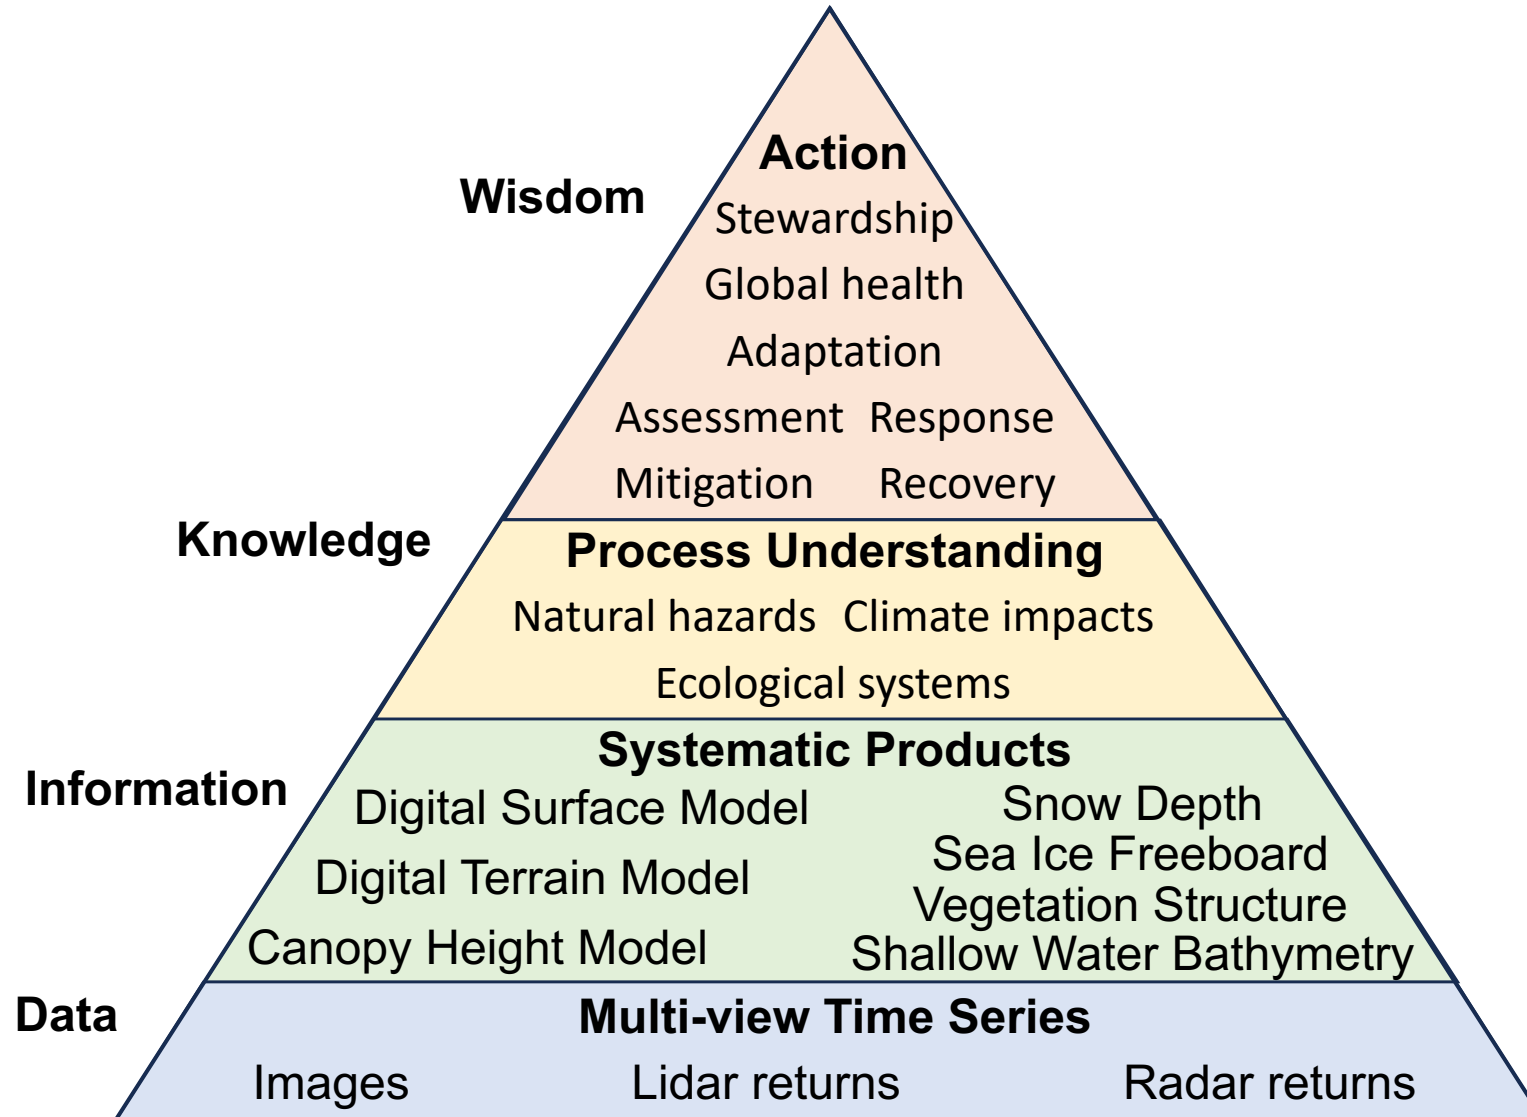 Action
Wisdom
Stewardship
Global health
Adaptation
Assessment Response
Mitigation Recovery
Knowledge
Process Understanding
Natural hazards Climate impacts
Ecological systems
Systematic Products
Information
Digital Surface Model
Digital Terrain Model
Canopy Height Model
Snow Depth
Sea Ice Freeboard
Vegetation Structure
Shallow Water Bathymetry
Data
Multi-view Time Series
Images Lidar returns Radar returns